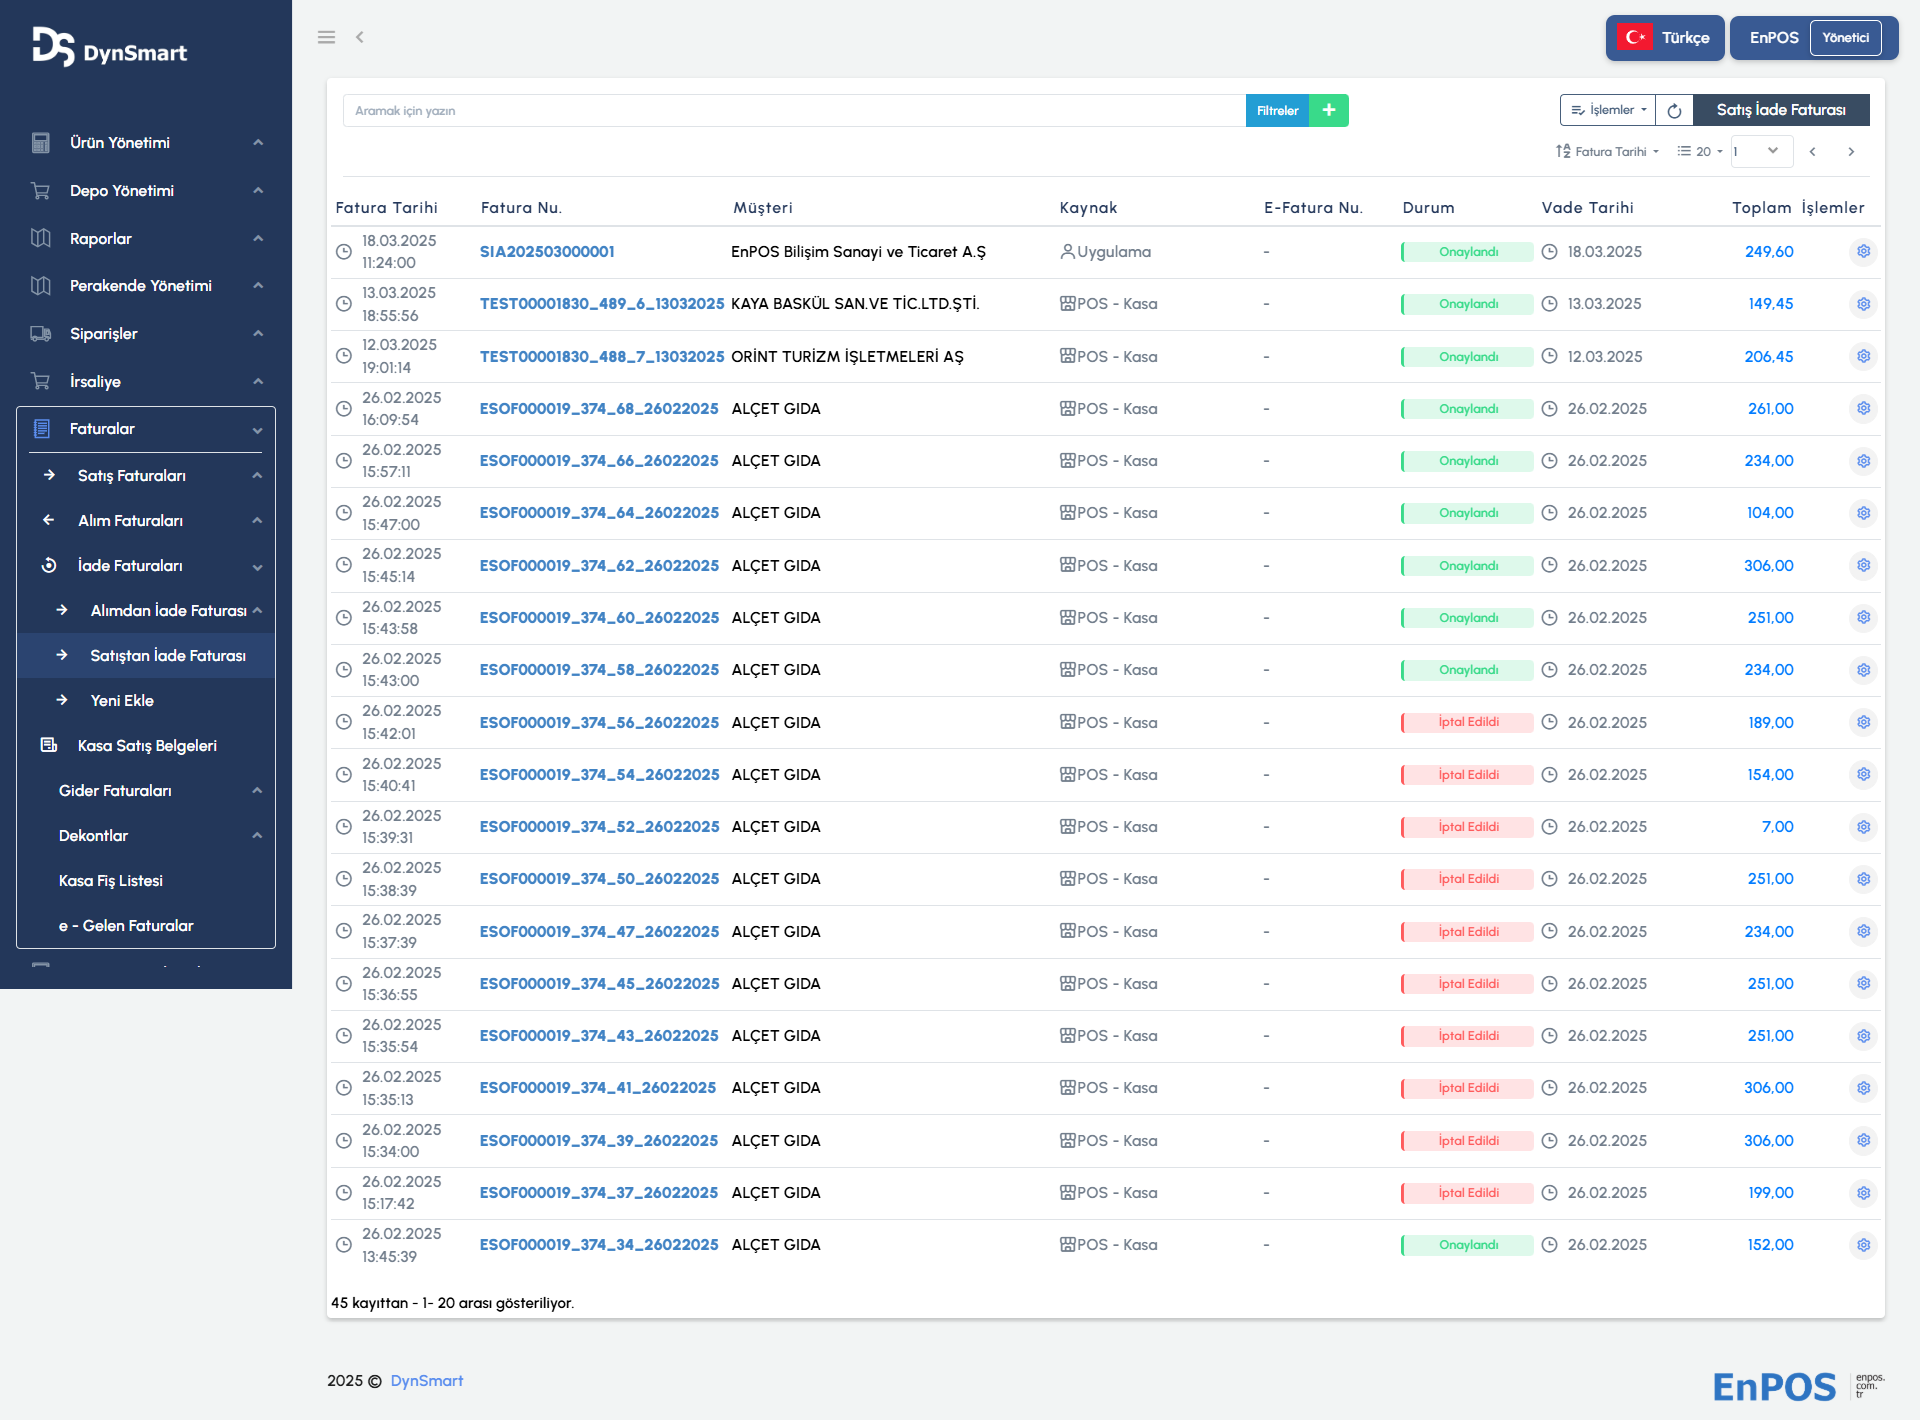 DynSmart
Ürün Yönetimi
Depo Yönetimi
Raporlar
Perakende Yönetimi
Siparişler
İrsaliye
Faturalar
Satış Faturaları
Alım Faturaları
İade Faturaları
Alımdan İade Faturası
Satıştan İade Faturası
Yeni Ekle
Kasa Satış Belgeleri
Gider Faturaları
Dekontlar
Kasa Fiş Listesi
e - Gelen Faturalar
Türkçe
EnPOS Yönetici
Aramak için yazın Filtreler +
İşlemler Satış İade Faturası
Fatura Tarihi 20 1
Fatura Tarihi Fatura Nu. Müşteri Kaynak E-Fatura Nu. Durum Vade Tarihi Toplam İşlemler
18.03.2025 11:24:00 SIA202503000001 EnPOS Bilişim Sanayi ve Ticaret A.Ş Uygulama - Onaylandı 18.03.2025 249,60
13.03.2025 18:55:56 TEST00001830_489_6_13032025 KAYA BASKÜL SAN.VE TİC.LTD.ŞTİ. POS - Kasa - Onaylandı 13.03.2025 149,45
12.03.2025 19:01:14 TEST00001830_488_7_13032025 ORİNT TURİZM İŞLETMELERİ AŞ POS - Kasa - Onaylandı 12.03.2025 206,45
26.02.2025 16:09:54 ESOF000019_374_68_26022025 ALÇET GIDA POS - Kasa - Onaylandı 26.02.2025 261,00
26.02.2025 15:57:11 ESOF000019_374_66_26022025 ALÇET GIDA POS - Kasa - Onaylandı 26.02.2025 234,00
26.02.2025 15:47:00 ESOF000019_374_64_26022025 ALÇET GIDA POS - Kasa - Onaylandı 26.02.2025 104,00
26.02.2025 15:45:14 ESOF000019_374_62_26022025 ALÇET GIDA POS - Kasa - Onaylandı 26.02.2025 306,00
26.02.2025 15:43:58 ESOF000019_374_60_26022025 ALÇET GIDA POS - Kasa - Onaylandı 26.02.2025 251,00
26.02.2025 15:43:00 ESOF000019_374_58_26022025 ALÇET GIDA POS - Kasa - Onaylandı 26.02.2025 234,00
26.02.2025 15:42:01 ESOF000019_374_56_26022025 ALÇET GIDA POS - Kasa - İptal Edildi 26.02.2025 189,00
26.02.2025 15:40:41 ESOF000019_374_54_26022025 ALÇET GIDA POS - Kasa - İptal Edildi 26.02.2025 154,00
26.02.2025 15:39:31 ESOF000019_374_52_26022025 ALÇET GIDA POS - Kasa - İptal Edildi 26.02.2025 7,00
26.02.2025 15:38:39 ESOF000019_374_50_26022025 ALÇET GIDA POS - Kasa - İptal Edildi 26.02.2025 251,00
26.02.2025 15:37:39 ESOF000019_374_47_26022025 ALÇET GIDA POS - Kasa - İptal Edildi 26.02.2025 234,00
26.02.2025 15:36:55 ESOF000019_374_45_26022025 ALÇET GIDA POS - Kasa - İptal Edildi 26.02.2025 251,00
26.02.2025 15:35:54 ESOF000019_374_43_26022025 ALÇET GIDA POS - Kasa - İptal Edildi 26.02.2025 251,00
26.02.2025 15:35:13 ESOF000019_374_41_26022025 ALÇET GIDA POS - Kasa - İptal Edildi 26.02.2025 306,00
26.02.2025 15:34:00 ESOF000019_374_39_26022025 ALÇET GIDA POS - Kasa - İptal Edildi 26.02.2025 306,00
26.02.2025 15:17:42 ESOF000019_374_37_26022025 ALÇET GIDA POS - Kasa - İptal Edildi 26.02.2025 199,00
26.02.2025 13:45:39 ESOF000019_374_34_26022025 ALÇET GIDA POS - Kasa - Onaylandı 26.02.2025 152,00
45 kayıttan - 1- 20 arası gösteriliyor.
2025 © DynSmart
EnPOS
enpos.
com.
tr